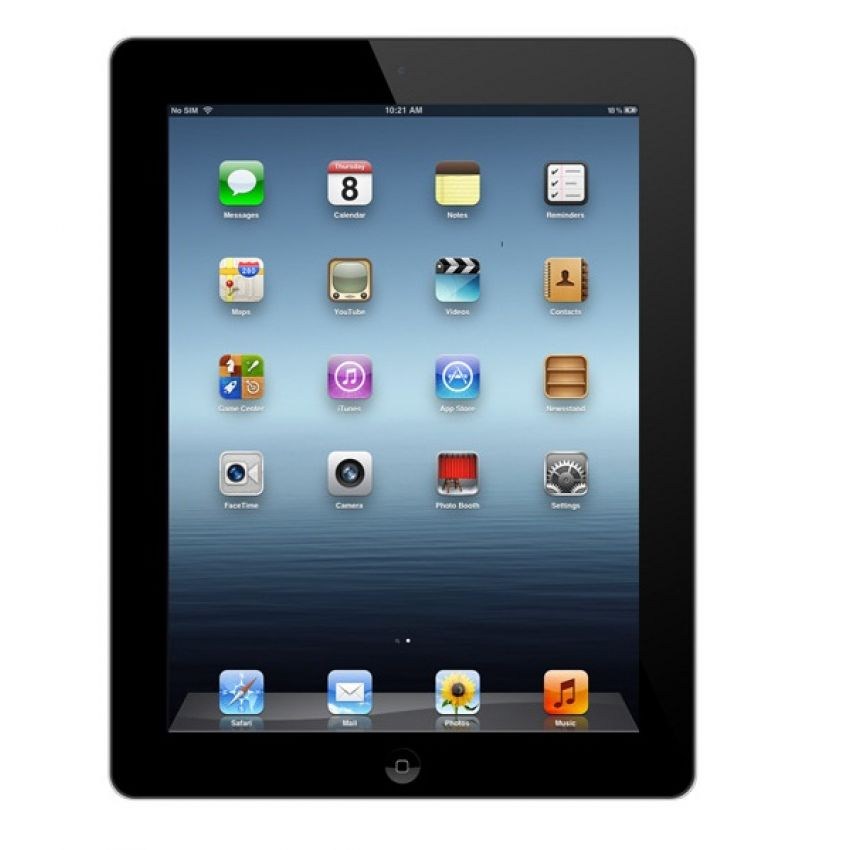 No SIM 10:21 AM
Thursday
8
Messages Calendar Notes Reminders
280
Maps YouTube Videos Contacts
Game Center iTunes App Store Newsstand
FaceTime Camera Photo Booth Settings
Safari Mail Photos Music